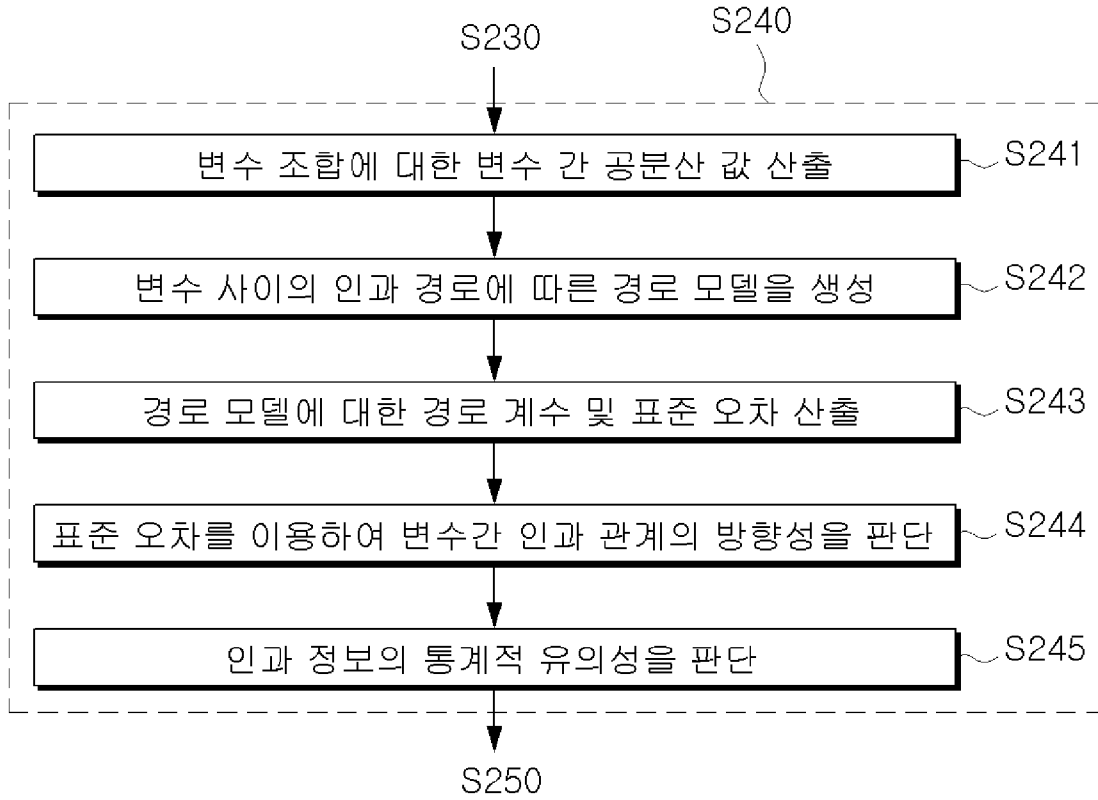 S230
S240
변수 조합에 대한 변수 간 공분산 값 산출
S241
변수 사이의 인과 경로에 따른 경로 모델을 생성
S242
경로 모델에 대한 경로 계수 및 표준 오차 산출
S243
표준 오차를 이용하여 변수간 인과 관계의 방향성을 판단
S244
인과 정보의 통계적 유의성을 판단
S245
S250